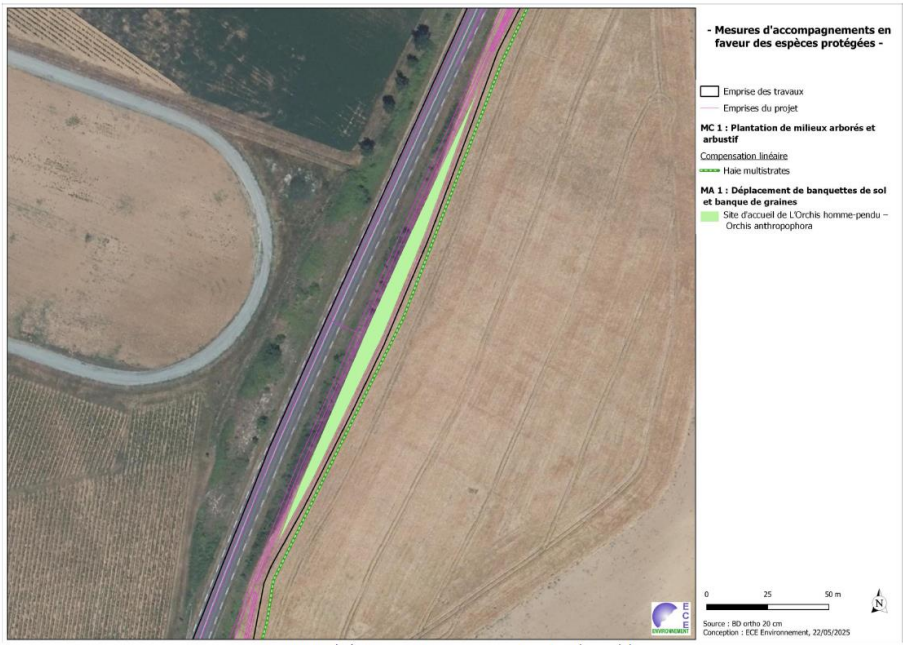 - Mesures d'accompagnements en
faveur des espèces protégées -
Emprise des travaux
Emprises du projet
MC 1 : Plantation de milieux arborés et
arbustif
Compensation linéaire
Haie multistrates
MA 1 : Déplacement de banquettes de sol
et banque de graines
Site d'accueil de L'Orchis homme-pendu –
Orchis anthropophora
0 25 50 m
N
Source : BD ortho 20 cm
Conception : ECE Environnement, 22/05/2025
ECE
ENVIRONNEMENT